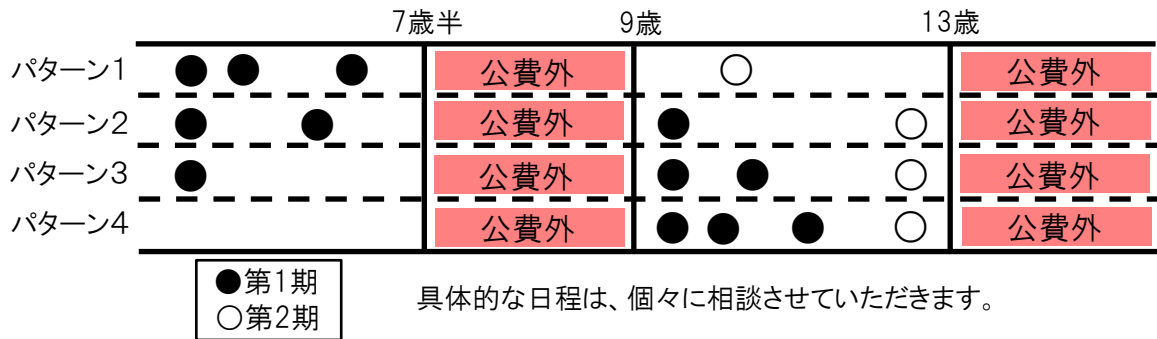 7歳半 9歳 13歳
パターン1 公費外 公費外
パターン2 公費外 公費外
パターン3 公費外 公費外
パターン4 公費外 公費外
●第1期
○第2期
具体的な日程は、個々に相談させていただきます。